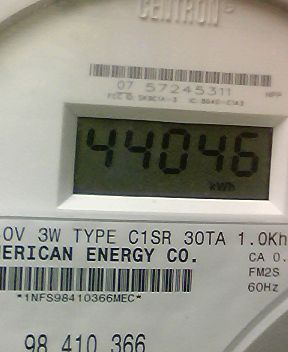 CENTRON®
07 57245311
NPP
44046
kWh
0V 3W TYPE C1SR 30TA 1.0Kh
ERICAN ENERGY CO.
CA 0.
FM2S
60Hz
*1NFS98410366MEC*
98 410 366